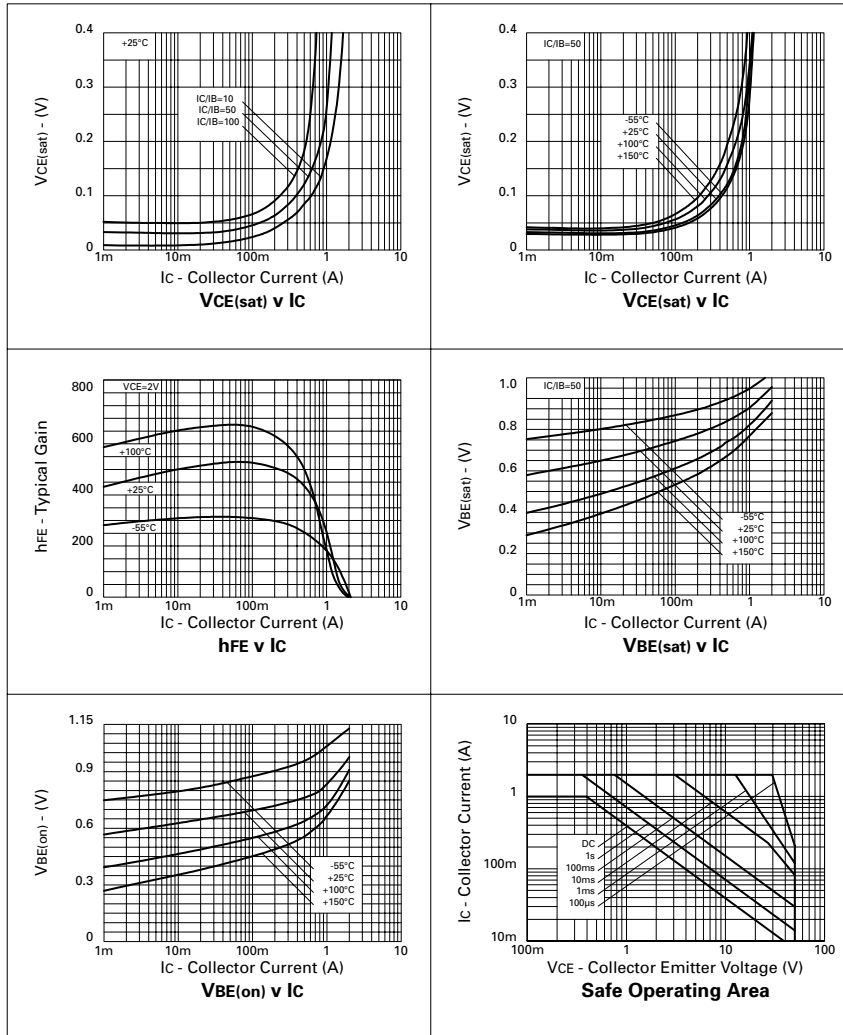 0.4
+25°C
0.3
IC/IB=10
IC/IB=50
IC/IB=100
0.2
0.1
0
VCE(sat) - (V)
1m 10m 100m 1 10
IC - Collector Current (A)
VCE(sat) v IC
0.4
IC/IB=50
0.3
0.2
-55°C
+25°C
+100°C
+150°C
0.1
0
VCE(sat) - (V)
1m 10m 100m 1 10
IC - Collector Current (A)
VCE(sat) v IC
800
VCE=2V
600
+100°C
400
+25°C
-55°C
200
0
hFE - Typical Gain
1m 10m 100m 1 10
IC - Collector Current (A)
hFE v IC
1.0
IC/IB=50
0.8
0.6
0.4
-55°C
+25°C
+100°C
+150°C
0.2
0
VBE(sat) - (V)
1m 10m 100m 1 10
IC - Collector Current (A)
VBE(sat) v IC
1.15
0.9
0.6
-55°C
+25°C
+100°C
+150°C
0.3
0
VBE(on) - (V)
1m 10m 100m 1 10
IC - Collector Current (A)
VBE(on) v IC
10
1
DC
1s
100ms
10ms
1ms
100µs
100m
10m
IC - Collector Current (A)
100m 1 10 100
VCE - Collector Emitter Voltage (V)
Safe Operating Area